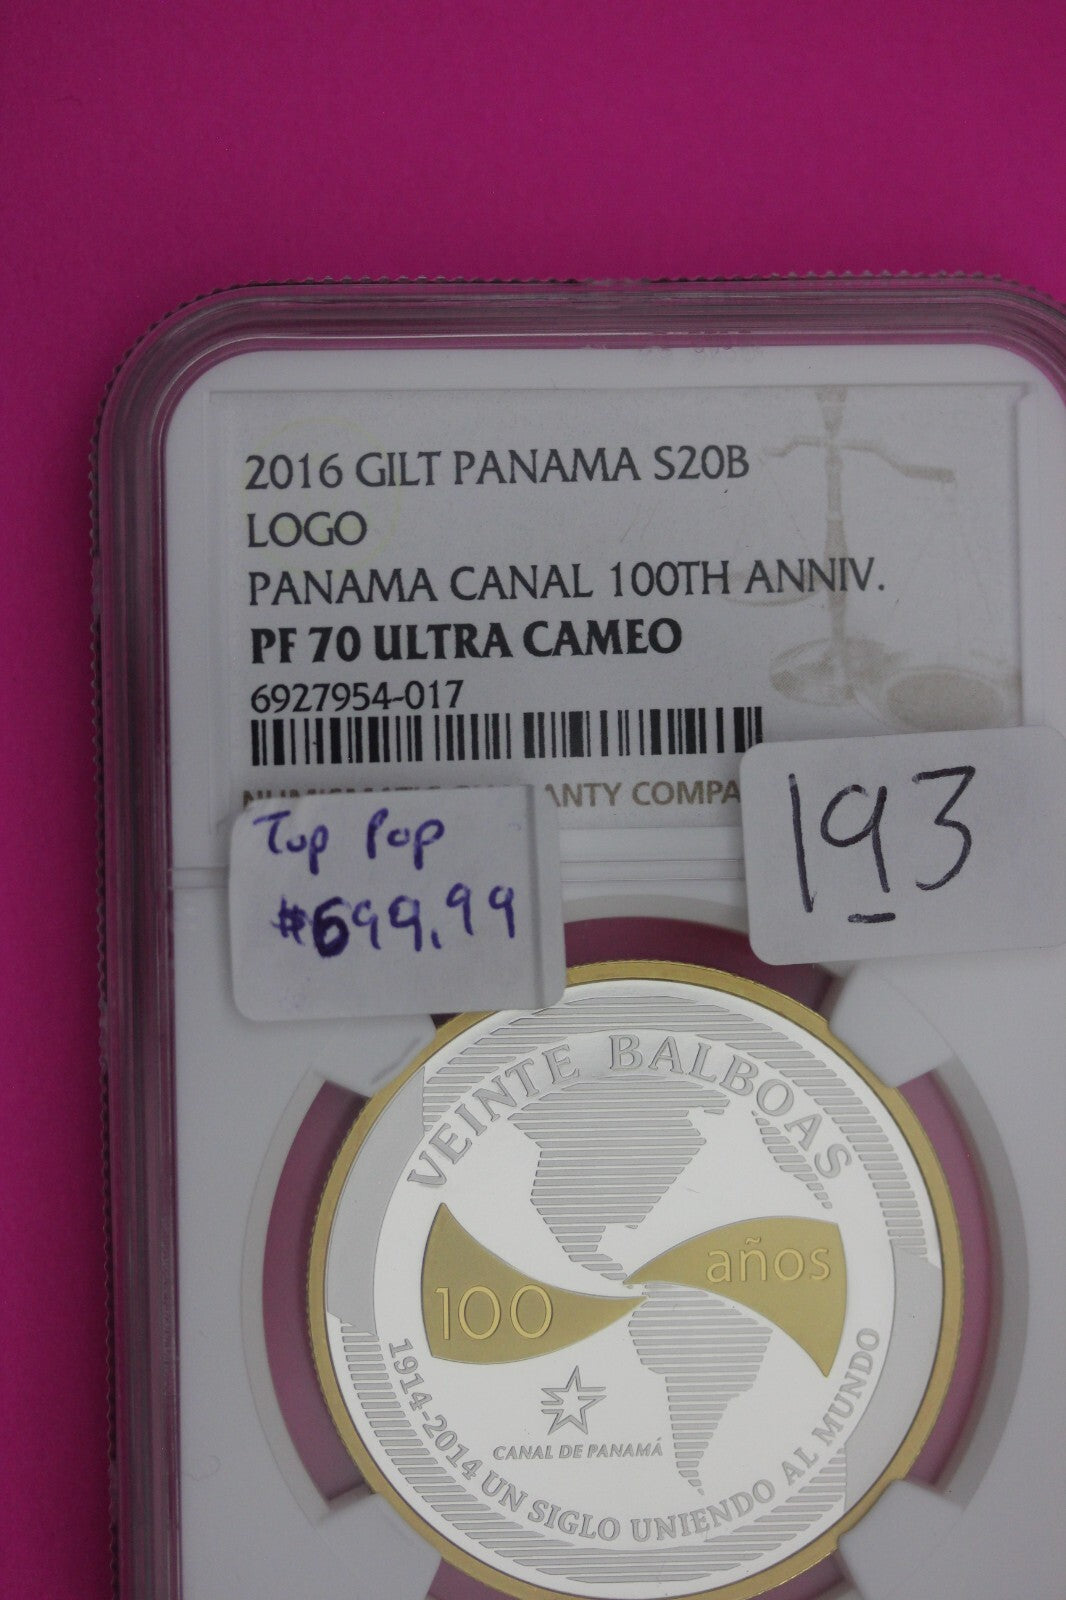 2016 GILT PANAMA S20B
LOGO
PANAMA CANAL 100TH ANNIV.
PF 70 ULTRA CAMEO
6927954-017
Top Pop
$699.99
193
VEINTE BALBOAS
100
años
CANAL DE PANAMÁ
1914-2014 UN SIGLO UNIENDO AL MUNDO